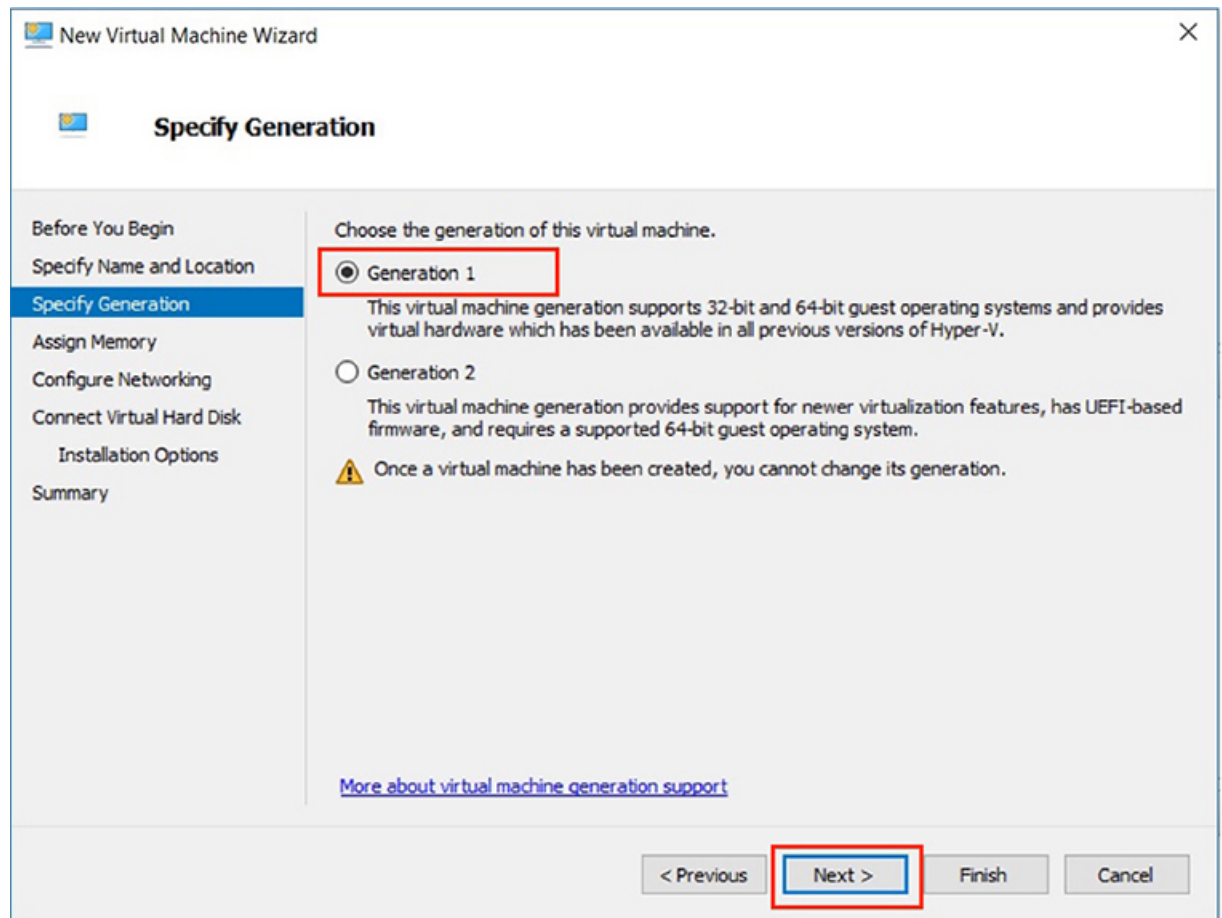 New Virtual Machine Wizard
Specify Generation
Before You Begin
Specify Name and Location
Specify Generation
Assign Memory
Configure Networking
Connect Virtual Hard Disk
Installation Options
Summary
Choose the generation of this virtual machine.
Generation 1
This virtual machine generation supports 32-bit and 64-bit guest operating systems and provides
virtual hardware which has been available in all previous versions of Hyper-V.
Generation 2
This virtual machine generation provides support for newer virtualization features, has UEFI-based
firmware, and requires a supported 64-bit guest operating system.
Once a virtual machine has been created, you cannot change its generation.
More about virtual machine generation support
< Previous
Next >
Finish
Cancel